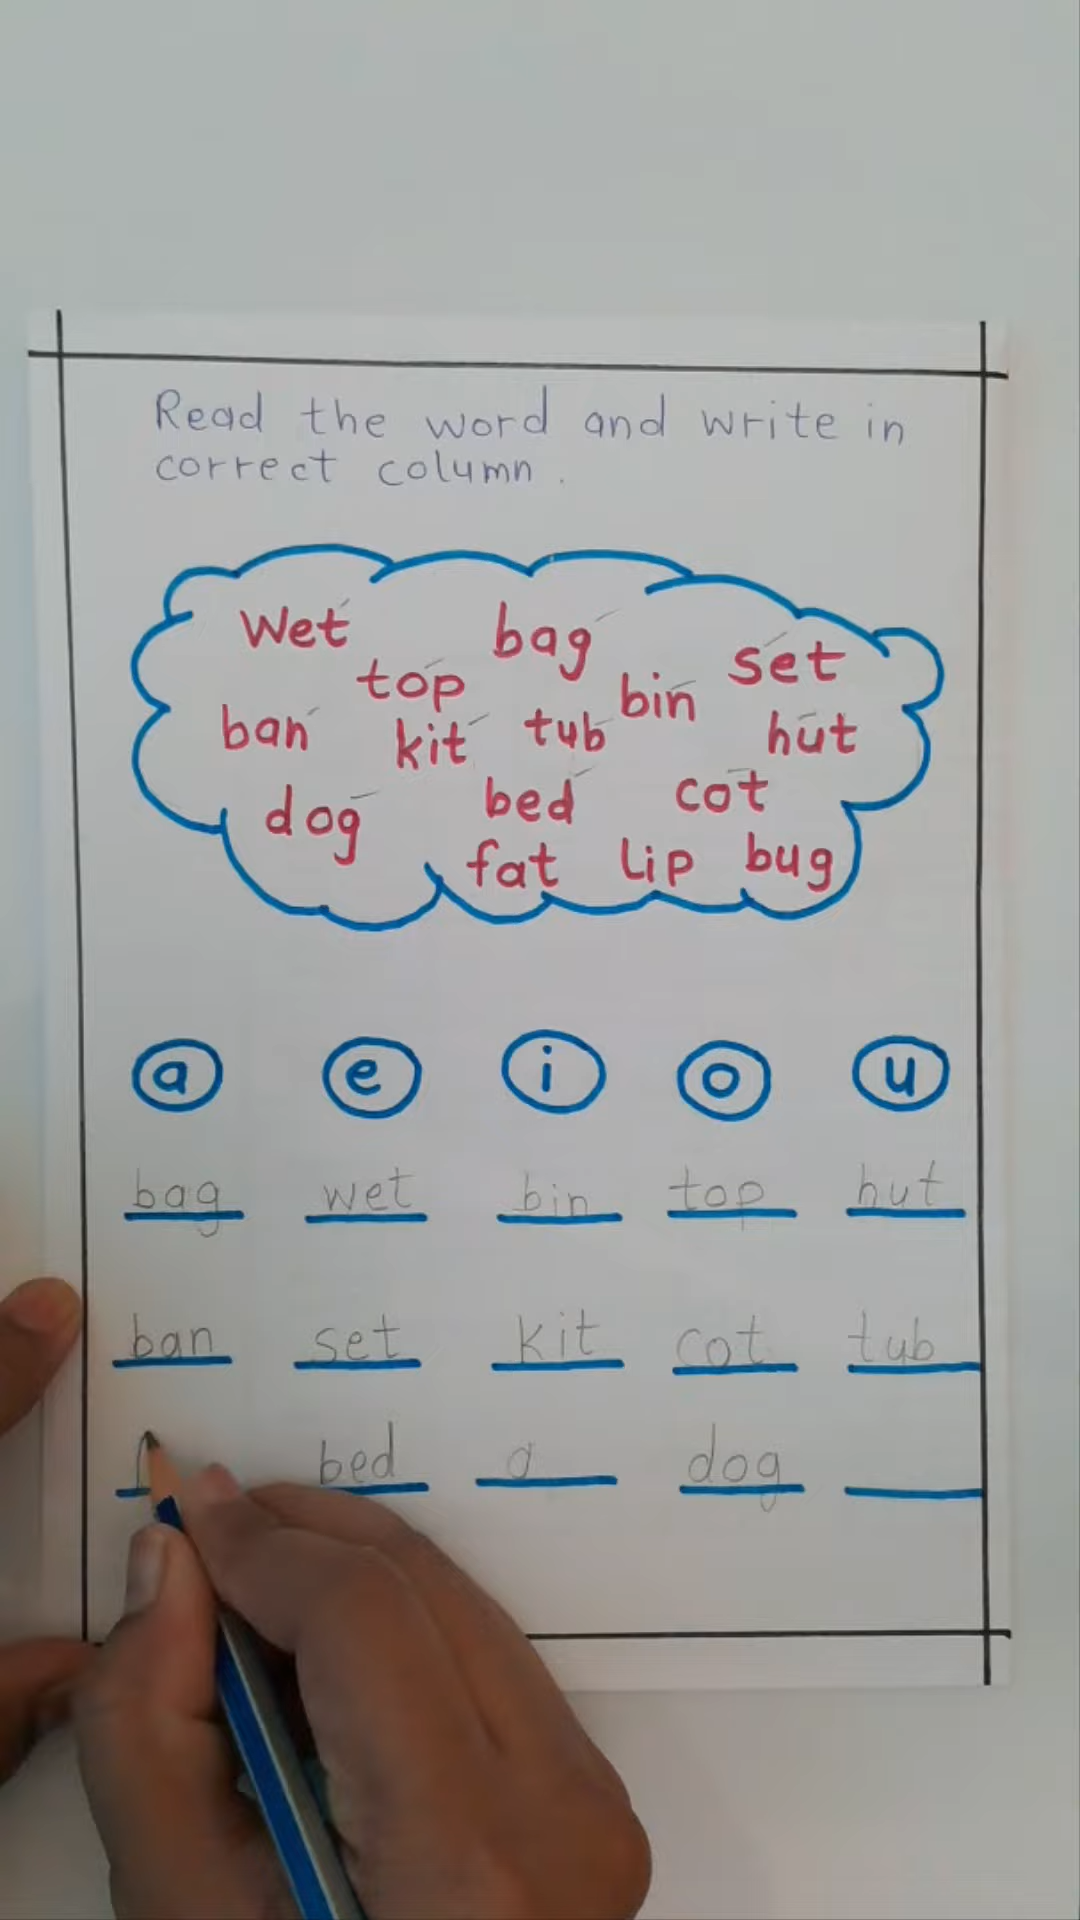 Read the word and write in
correct column.
wet bag set
top bin
ban kit tub hut
dog bed cot
fat lip bug
a e i o u
bag wet bin top hut
ban set kit cot tub
bed dog